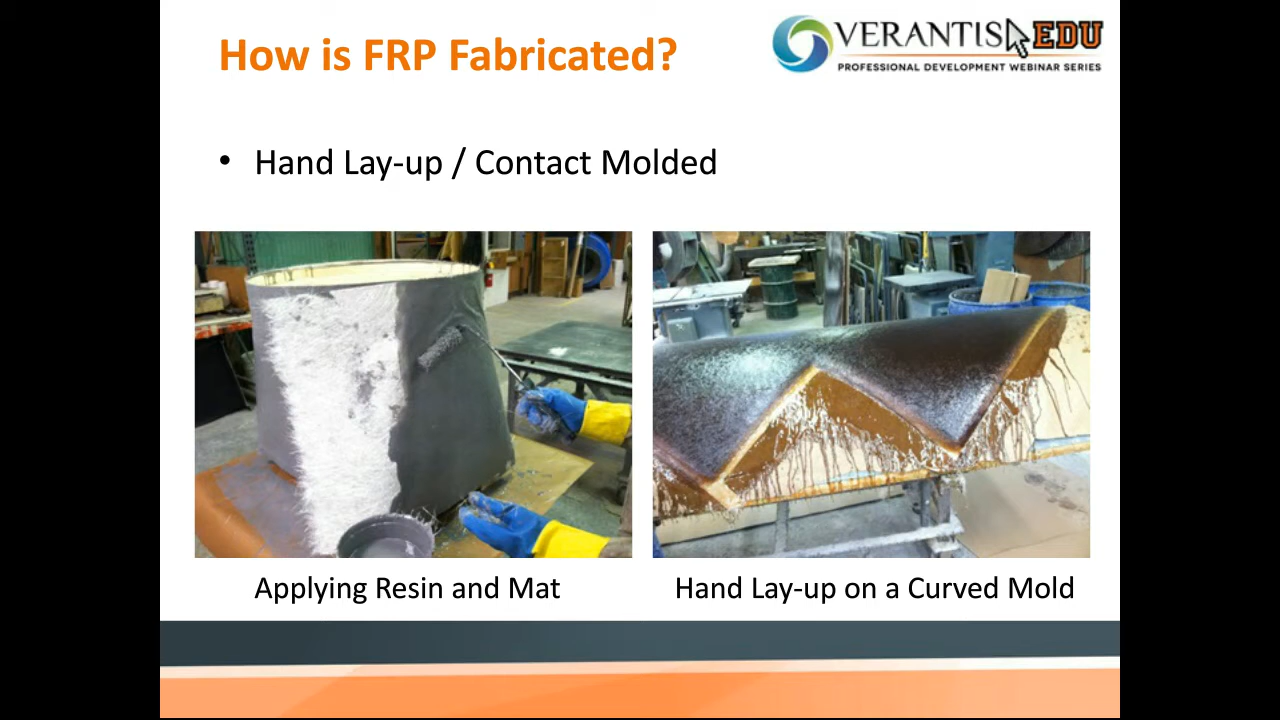 How is FRP Fabricated?
VERANTIS EDU
PROFESSIONAL DEVELOPMENT WEBINAR SERIES
• Hand Lay-up / Contact Molded
Applying Resin and Mat
Hand Lay-up on a Curved Mold